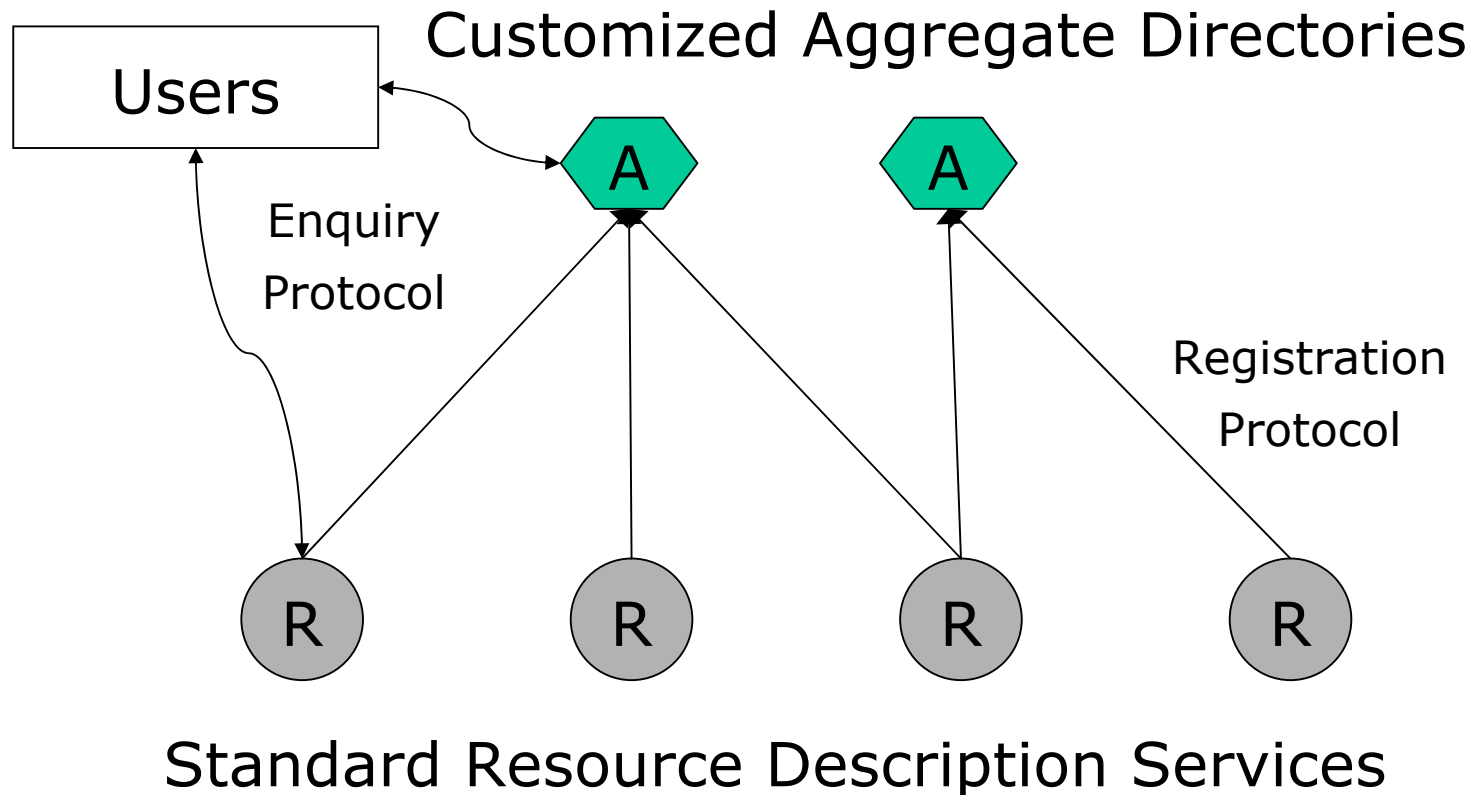 Customized Aggregate Directories
Users
A
A
Enquiry
Protocol
Registration
Protocol
R
R
R
R
Standard Resource Description Services